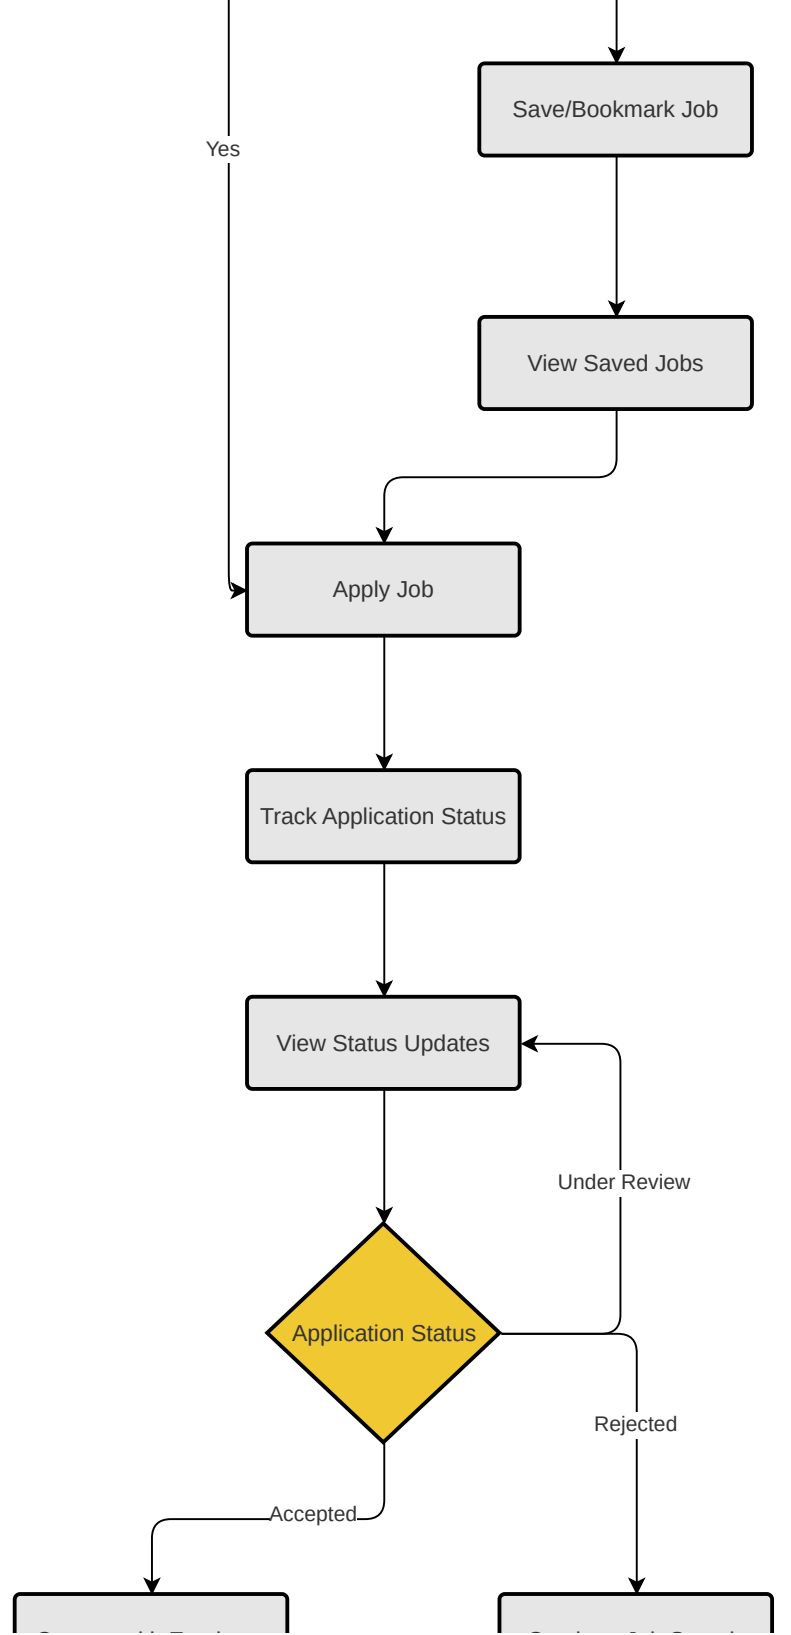 Save/Bookmark Job
Yes
View Saved Jobs
Apply Job
Track Application Status
View Status Updates
Under Review
Application Status
Rejected
Accepted